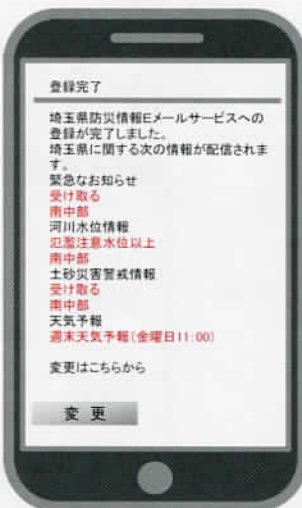 登録完了
埼玉県防災情報Eメールサービスへの
登録が完了しました。
埼玉県に関する次の情報が配信されま
す。
緊急なお知らせ
受け取る
南中部
河川水位情報
氾濫注意水位以上
南中部
土砂災害警戒情報
受け取る
南中部
天気予報
週末天気予報(金曜日11:00)
変更はこちらから
変 更